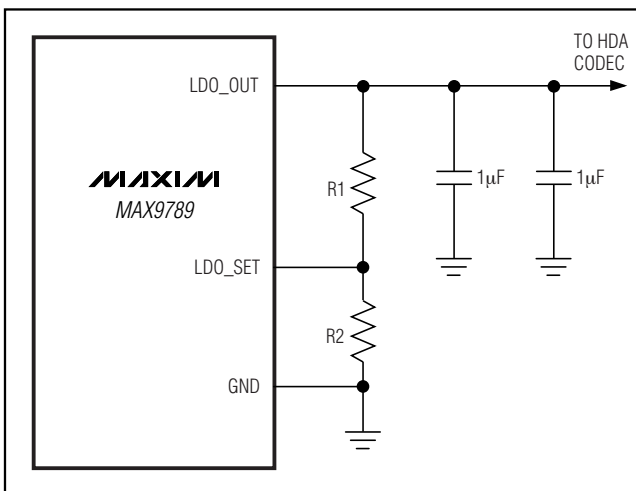 TO HDA
CODEC
LDO_OUT
R1
1μF
1μF
MAXIM
MAX9789
LDO_SET
R2
GND